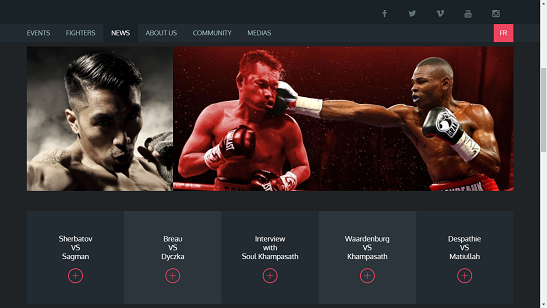 EVENTS FIGHTERS NEWS ABOUT US COMMUNITY MEDIAS FR
Sherbatov
VS
Sagman
Breau
VS
Dyczka
Interview
with
Soul Khampasath
Waardenburg
VS
Khampasath
Despathie
VS
Matiullah